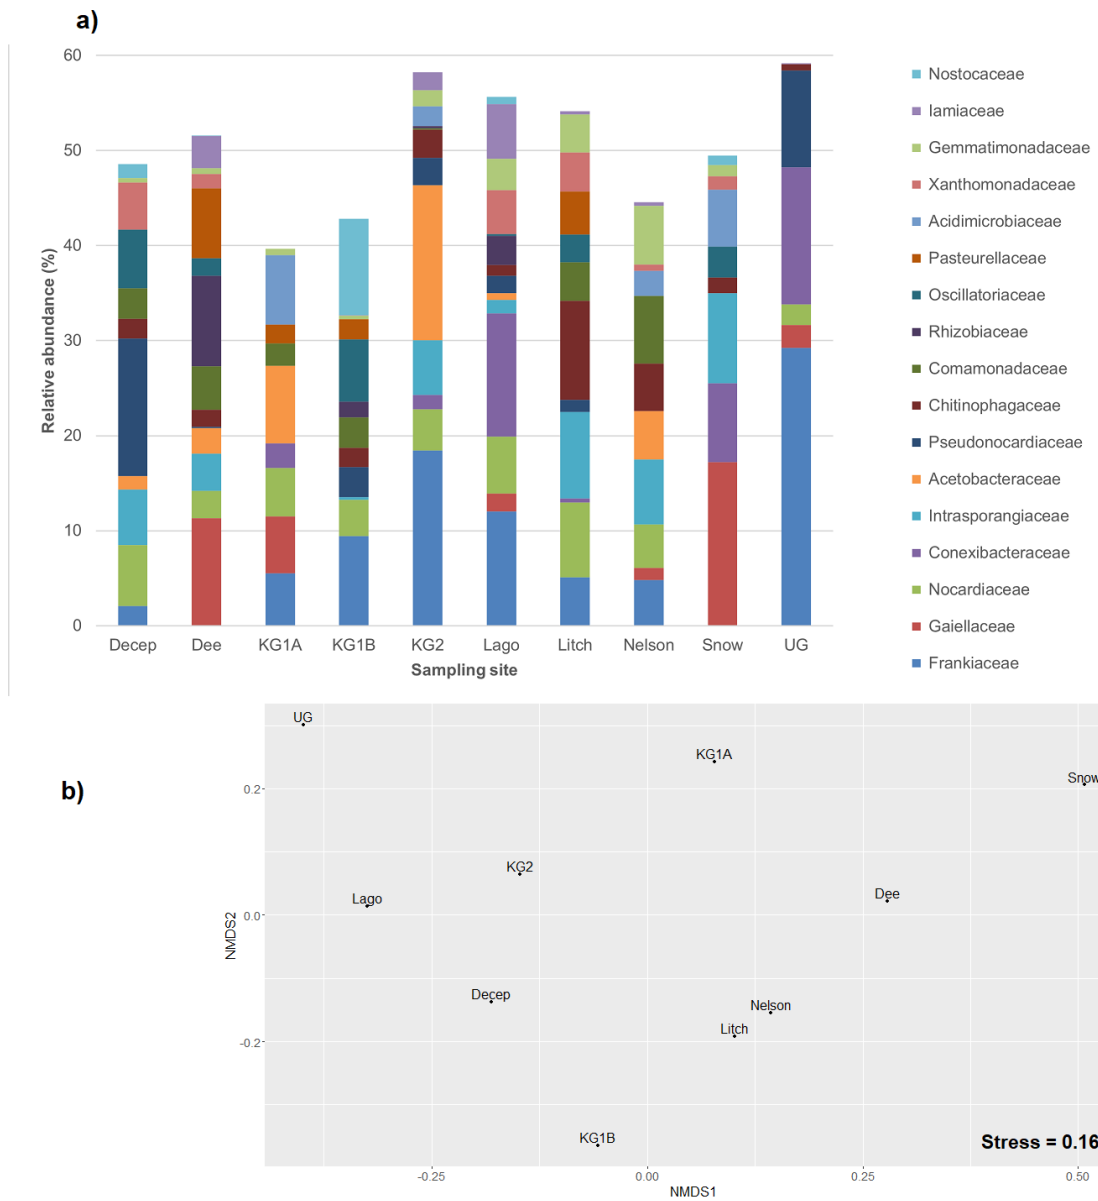 a)
60
50
40
30
20
10
0
Relative abundance (%)
Decep Dee KG1A KG1B KG2 Lago Litch Nelson Snow UG
Sampling site
Nostocaceae
Iamiaceae
Gemmatimonadaceae
Xanthomonadaceae
Acidimicrobiaceae
Pasteurellaceae
Oscillatoriaceae
Rhizobiaceae
Comamonadaceae
Chitinophagaceae
Pseudonocardiaceae
Acetobacteraceae
Intrasporangiaceae
Conexibacteraceae
Nocardiaceae
Gaiellaceae
Frankiaceae
b)
UG
KG1A
Snow
0.2
KG2
Dee
Lago
0.0
NMDS2
Decep
Nelson
Litch
-0.2
KG1B
Stress = 0.16
-0.25 0.00 0.25 0.50
NMDS1